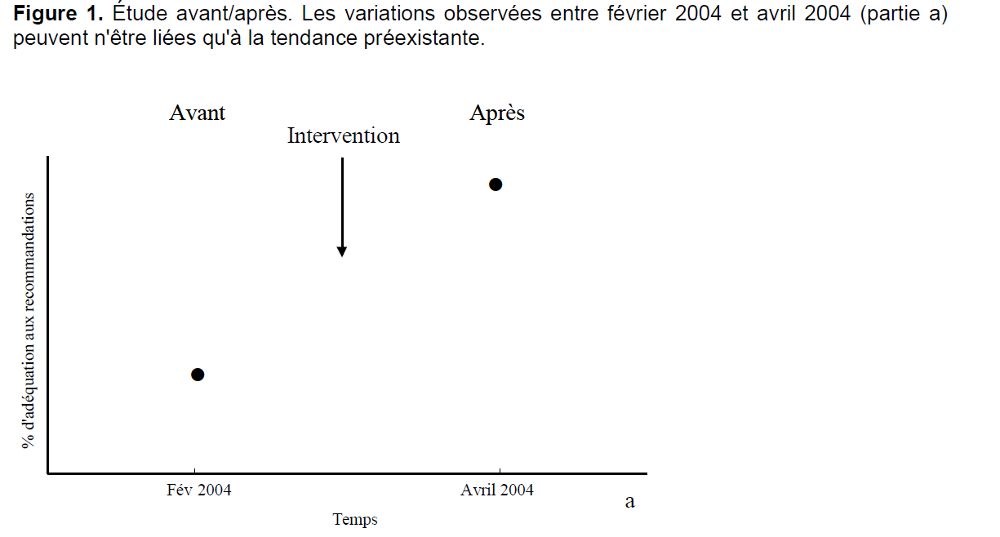 Figure 1. Étude avant/après. Les variations observées entre février 2004 et avril 2004 (partie a)
peuvent n'être liées qu'à la tendance préexistante.
Avant
Après
Intervention
% d'adéquation aux recommandations
Fév 2004
Avril 2004
a
Temps